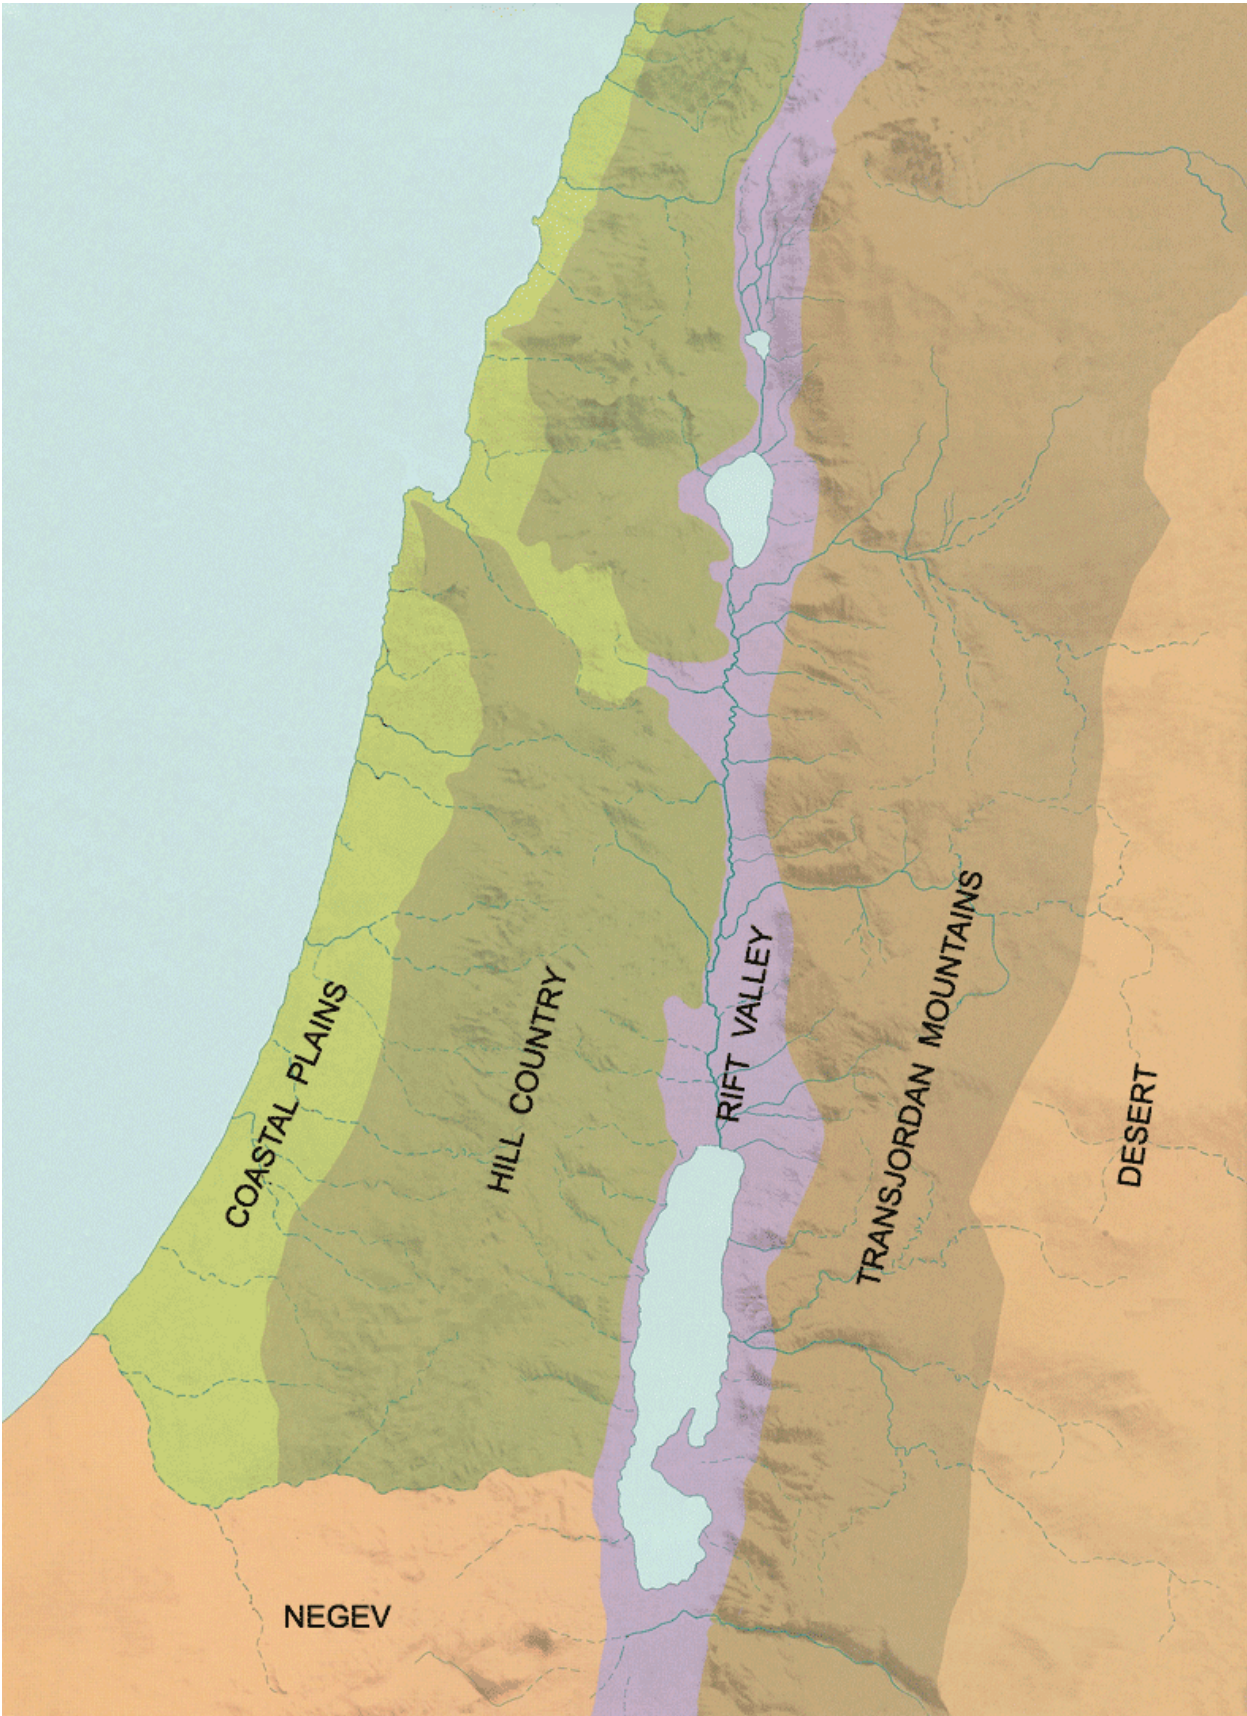 COASTAL PLAINS
HILL COUNTRY
RIFT VALLEY
TRANSJORDAN MOUNTAINS
DESERT
NEGEV